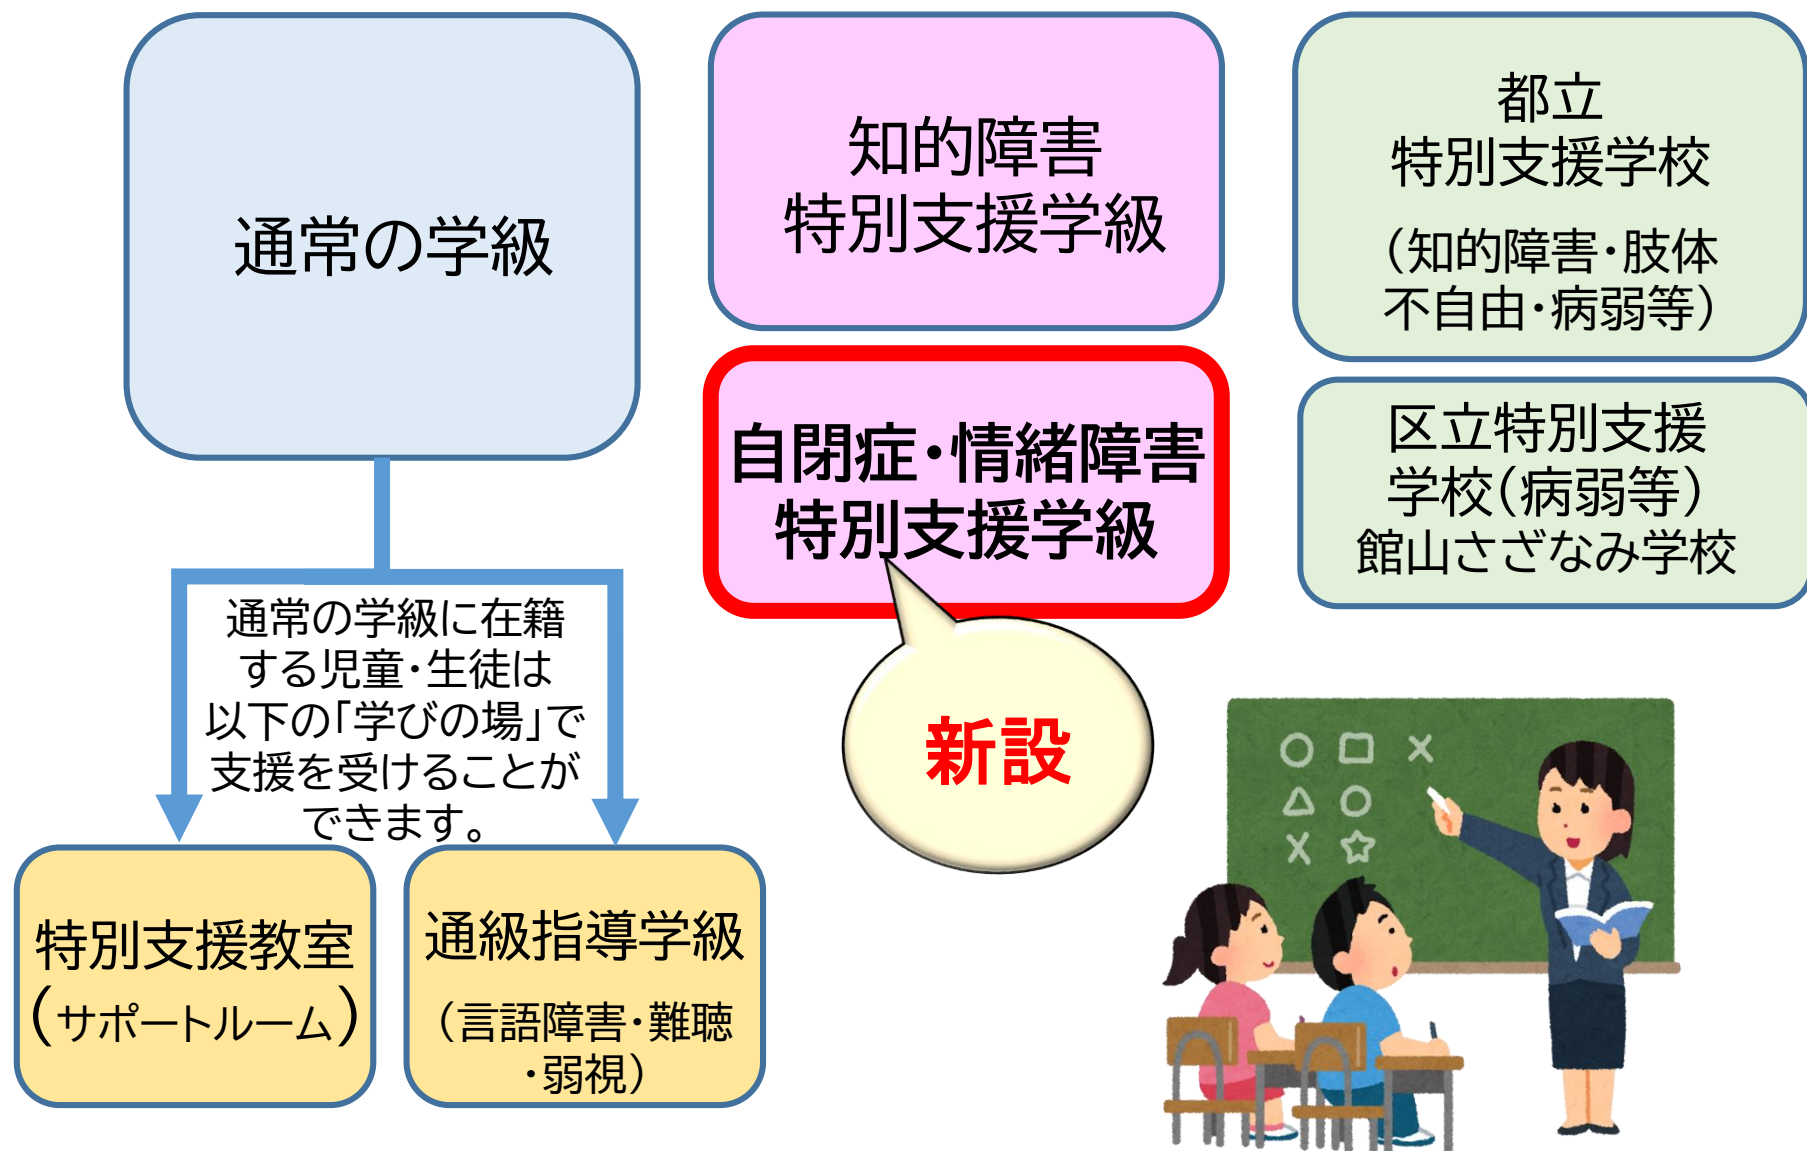 通常の学級
通常の学級に在籍
する児童・生徒は
以下の「学びの場」で
支援を受けることが
できます。
特別支援教室
(サポートルーム)
通級指導学級
(言語障害・難聴
・弱視)
知的障害
特別支援学級
自閉症・情緒障害
特別支援学級
新設
都立
特別支援学校
(知的障害・肢体
不自由・病弱等)
区立特別支援
学校(病弱等)
館山さざなみ学校